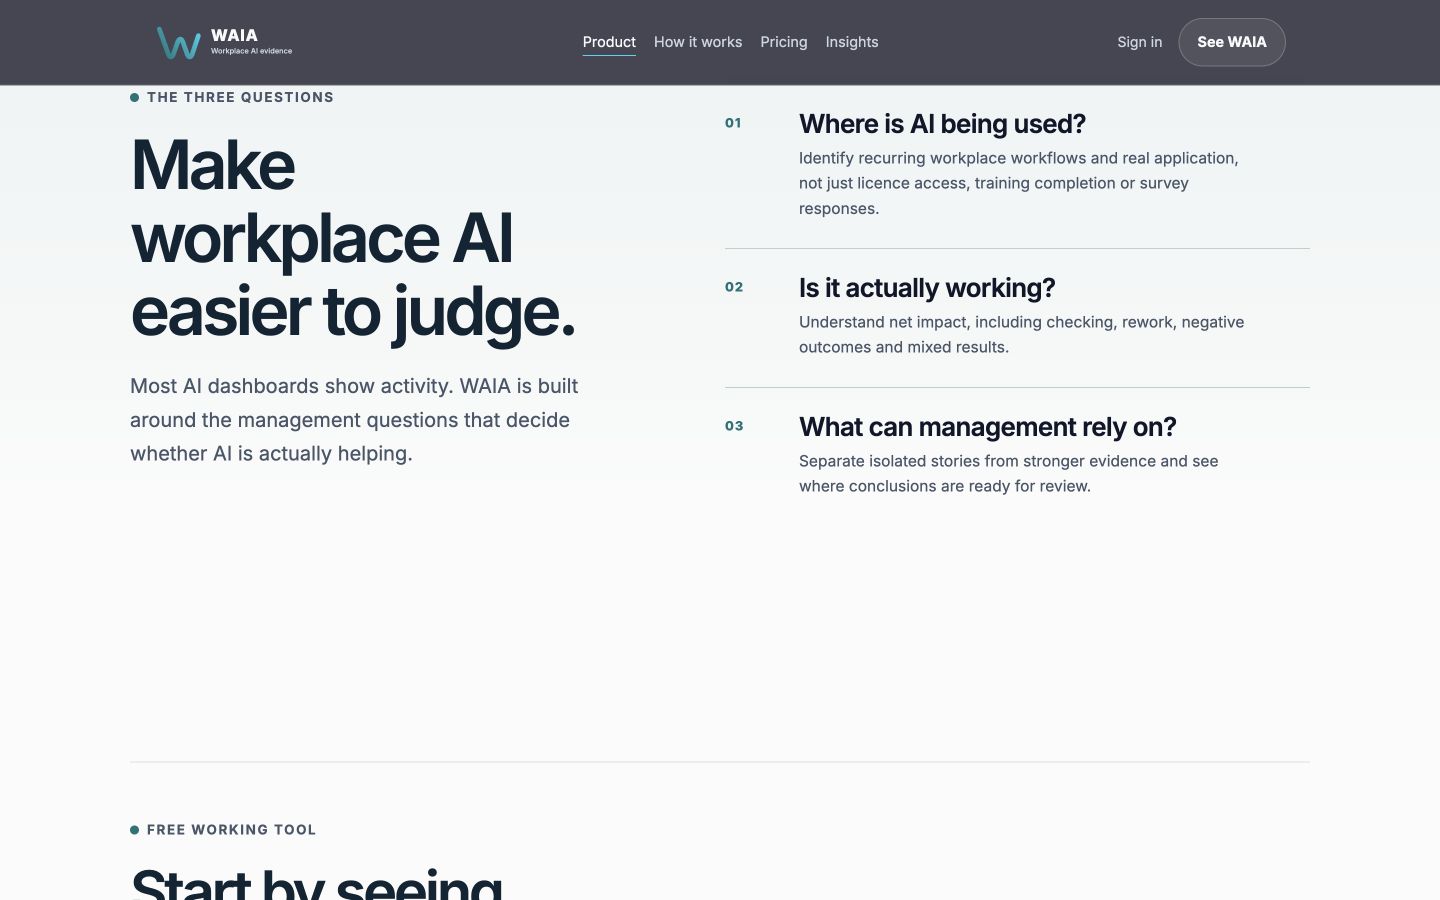 WAIA
Workplace AI evidence
Product
How it works
Pricing
Insights
Sign in
See WAIA
THE THREE QUESTIONS
Make
workplace AI
easier to judge.
Most AI dashboards show activity. WAIA is built
around the management questions that decide
whether AI is actually helping.
01
Where is AI being used?
Identify recurring workplace workflows and real application,
not just licence access, training completion or survey
responses.
02
Is it actually working?
Understand net impact, including checking, rework, negative
outcomes and mixed results.
03
What can management rely on?
Separate isolated stories from stronger evidence and see
where conclusions are ready for review.
FREE WORKING TOOL
Start by seeing